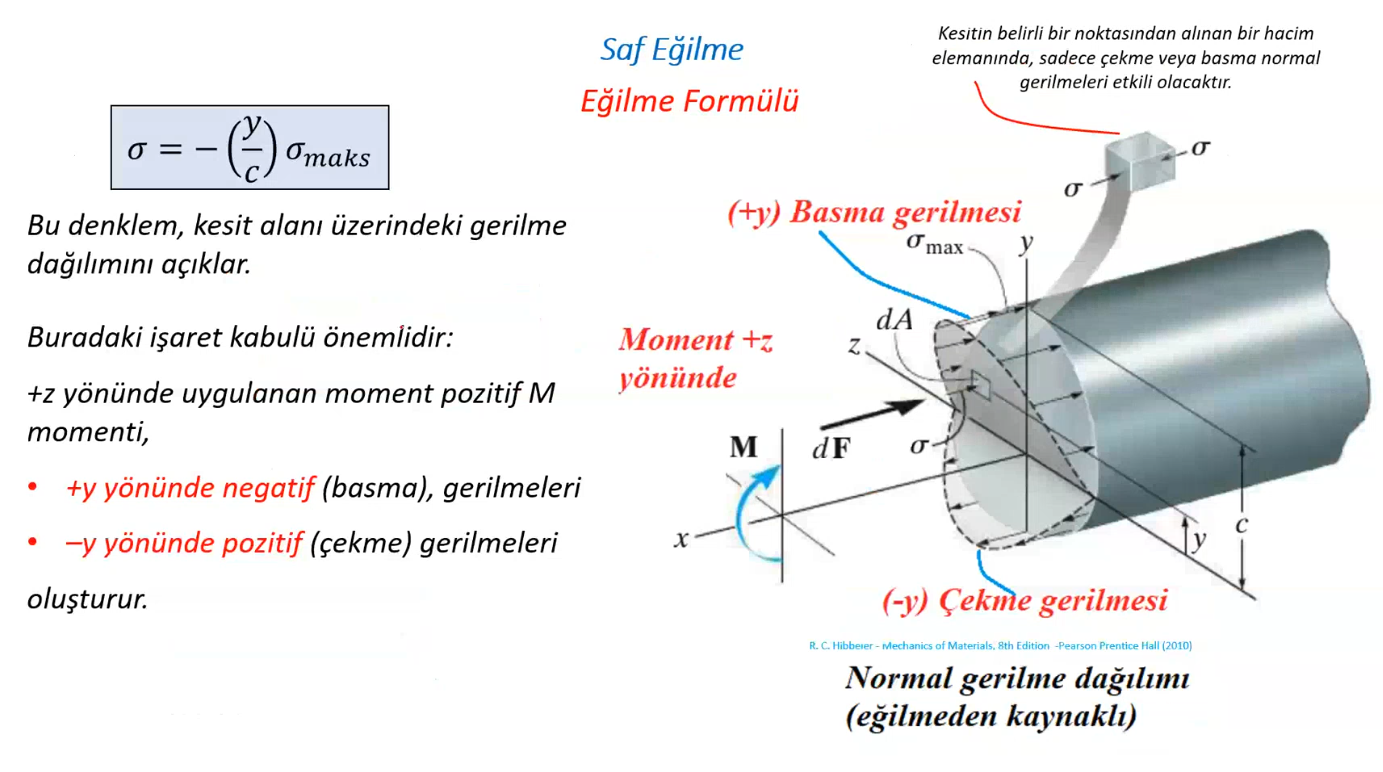 Saf Eğilme
Eğilme Formülü
Kesitin belirli bir noktasından alınan bir hacim
elemanında, sadece çekme veya basma normal
gerilmeleri etkili olacaktır.
σ = − (y/c) σmaks
Bu denklem, kesit alanı üzerindeki gerilme
dağılımını açıklar.
Buradaki işaret kabulü önemlidir:
+z yönünde uygulanan moment pozitif M
momenti,
• +y yönünde negatif (basma), gerilmeleri
• –y yönünde pozitif (çekme) gerilmeleri
oluşturur.
σ
σ
(+y) Basma gerilmesi
σmax
y
dA
z
Moment +z
yönünde
M
dF
σ
x
y
c
(-y) Çekme gerilmesi
R. C. Hibbeler - Mechanics of Materials, 8th Edition -Pearson Prentice Hall (2010)
Normal gerilme dağılımı
(eğilmeden kaynaklı)